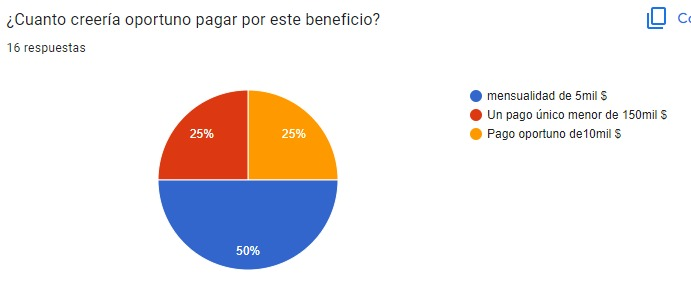 ¿Cuanto creería oportuno pagar por este beneficio?
16 respuestas
mensualidad de 5mil $
Un pago único menor de 150mil $
Pago oportuno de10mil $
25%
25%
50%